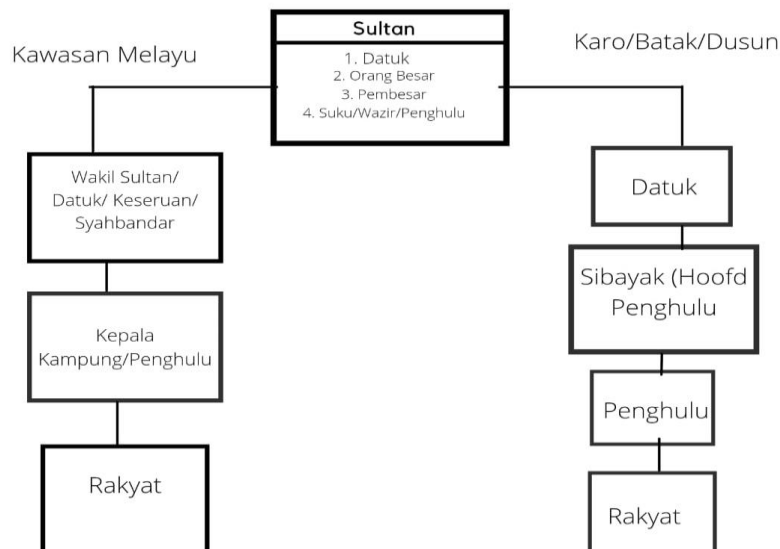 Sultan
1. Datuk
2. Orang Besar
3. Pembesar
4. Suku/Wazir/Penghulu
Kawasan Melayu
Wakil Sultan/
Datuk/ Keseruan/
Syahbandar
Kepala
Kampung/Penghulu
Rakyat
Karo/Batak/Dusun
Datuk
Sibayak (Hoofd
Penghulu
Penghulu
Rakyat